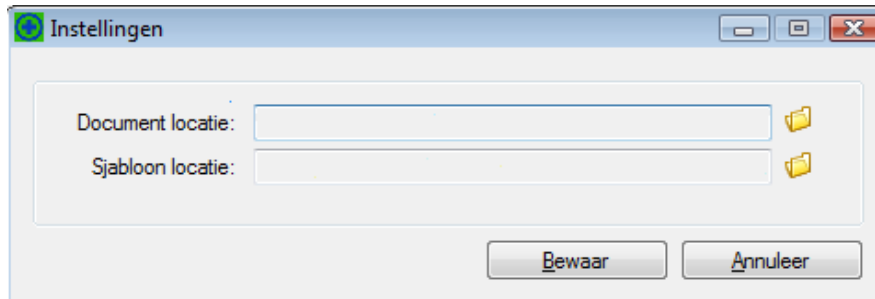 Instellingen
Document locatie:
Sjabloon locatie:
Bewaar Annuleer